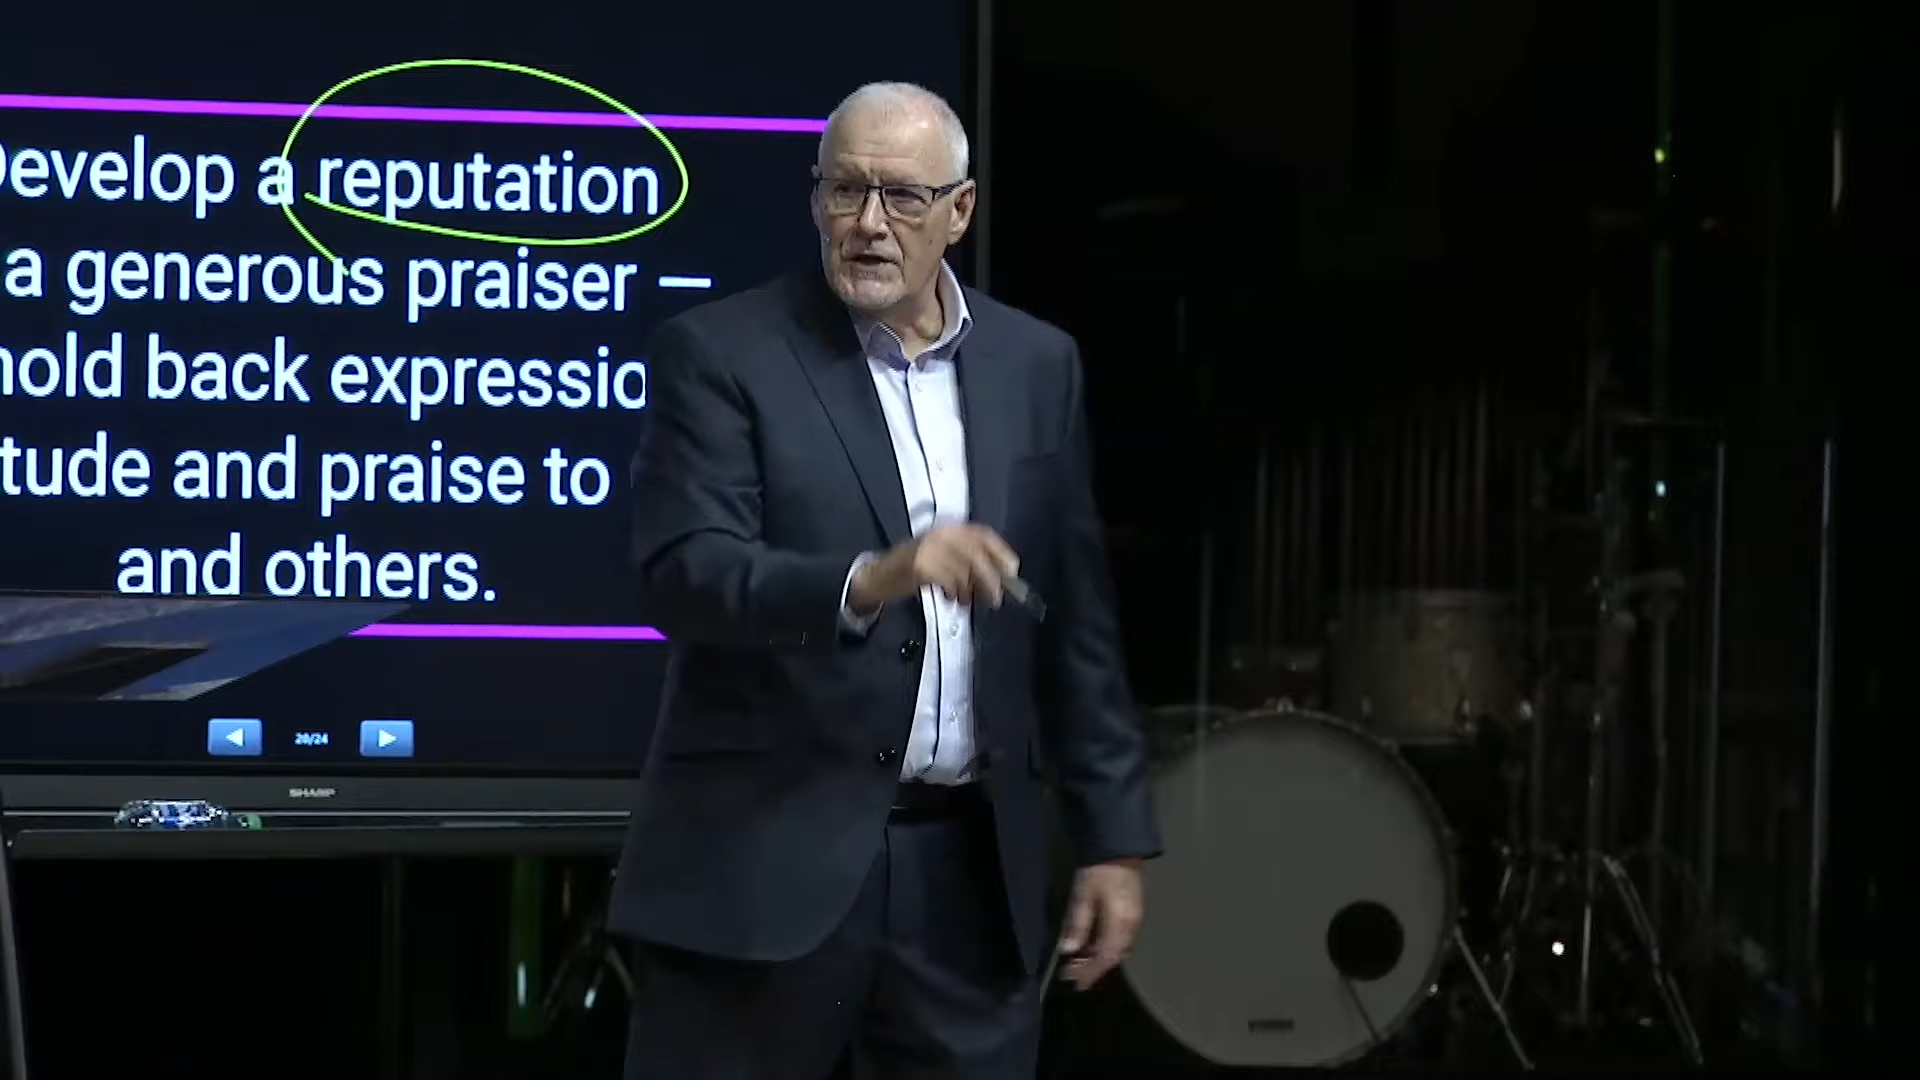 Develop a reputation
a generous praiser –
hold back expressio
tude and praise to
and others.
20/24
SHARP